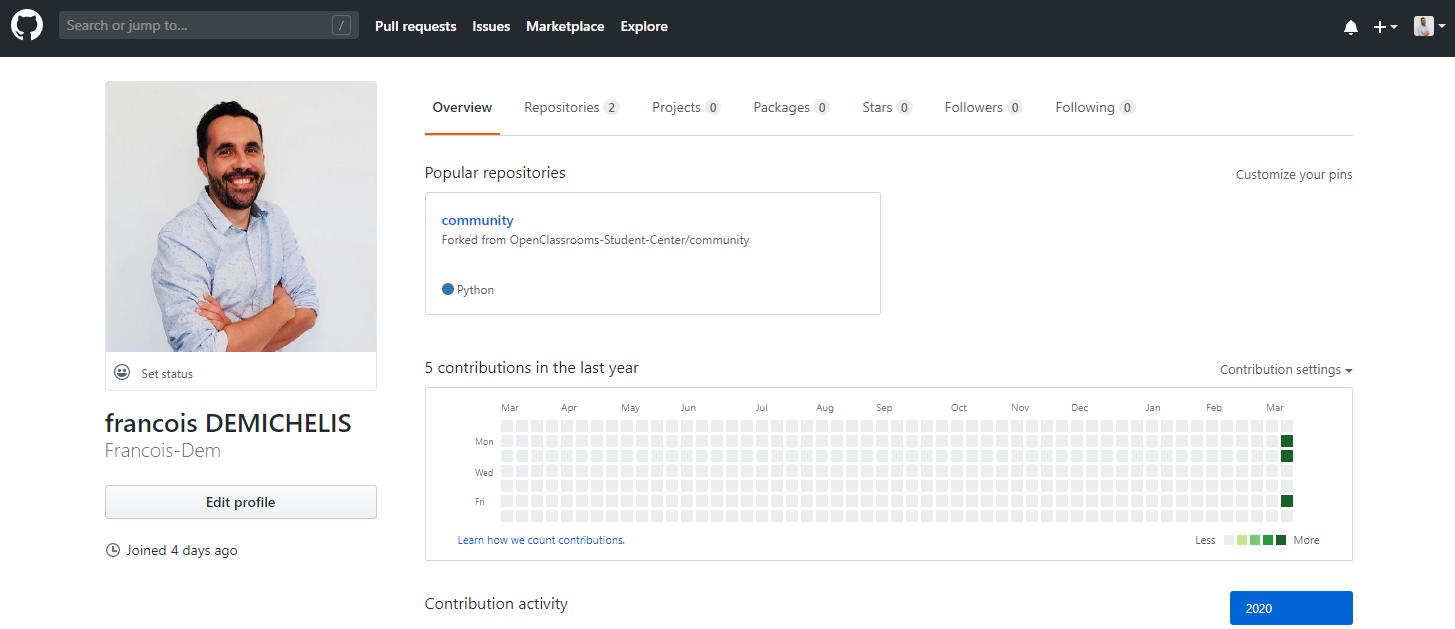 Search or jump to... /
Pull requests Issues Marketplace Explore
Overview Repositories 2 Projects 0 Packages 0 Stars 0 Followers 0 Following 0
Set status
francois DEMICHELIS
Francois-Dem
Edit profile
Joined 4 days ago
Popular repositories
Customize your pins
community
Forked from OpenClassrooms-Student-Center/community
Python
5 contributions in the last year
Contribution settings
Mar Apr May Jun Jul Aug Sep Oct Nov Dec Jan Feb Mar
Mon
Wed
Fri
Learn how we count contributions.
Less More
Contribution activity
2020